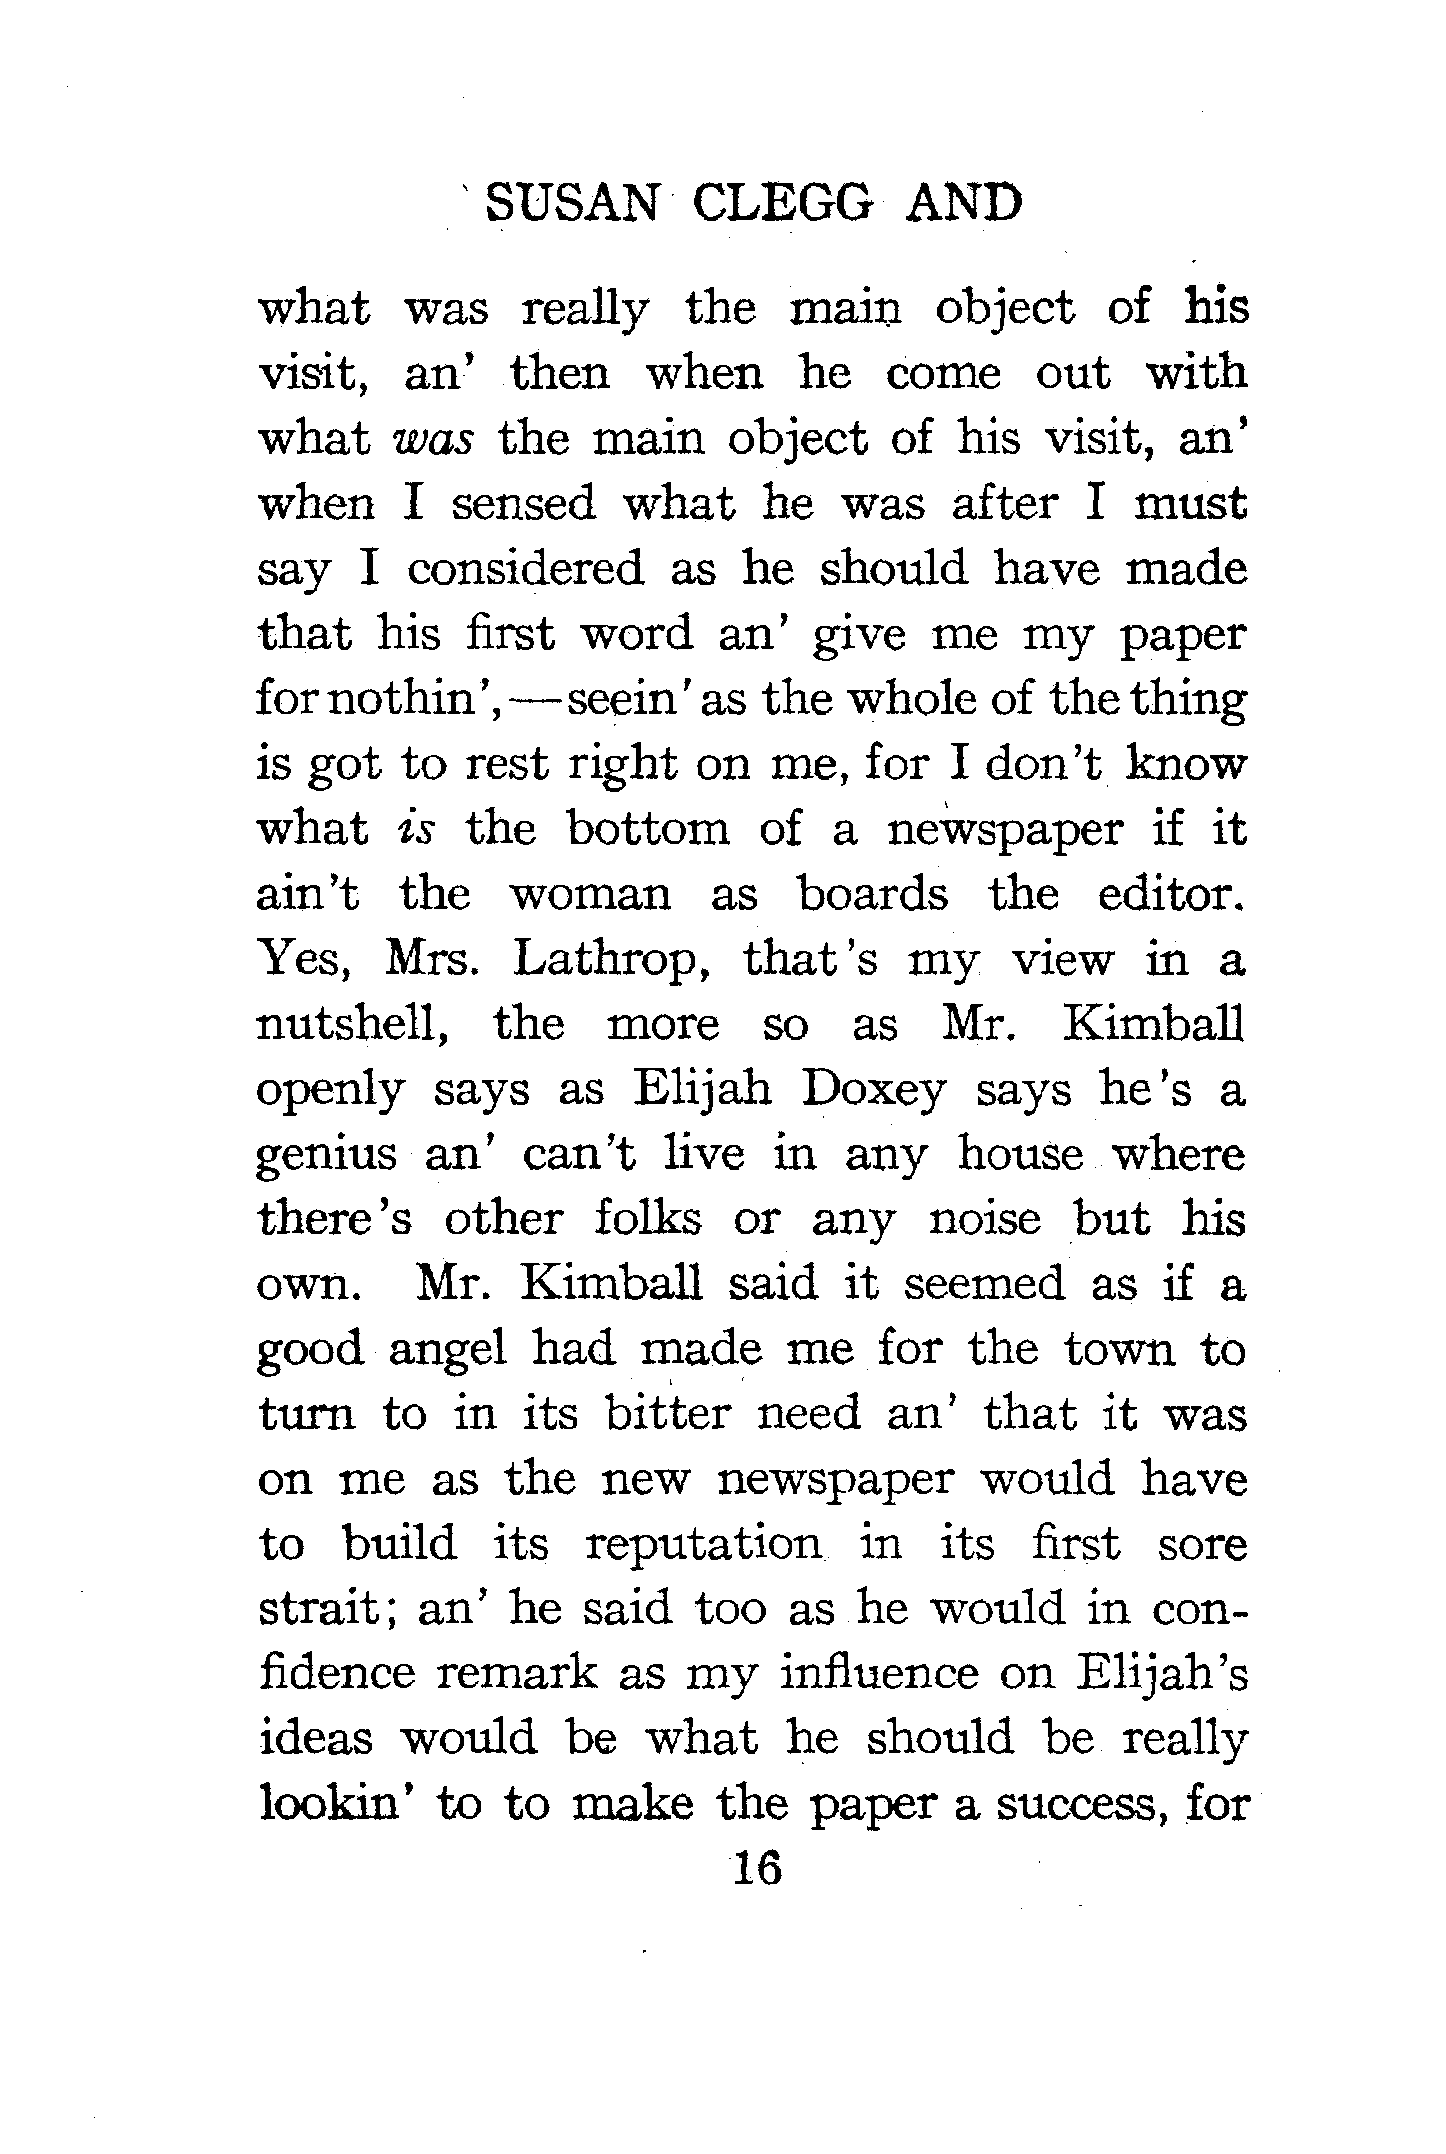 SUSAN CLEGG AND
what was really the main object of his
visit, an' then when he come out with
what was the main object of his visit, an'
when I sensed what he was after I must
say I considered as he should have made
that his first word an' give me my paper
for nothin',—seein' as the whole of the thing
is got to rest right on me, for I don't know
what is the bottom of a newspaper if it
ain't the woman as boards the editor.
Yes, Mrs. Lathrop, that's my view in a
nutshell, the more so as Mr. Kimball
openly says as Elijah Doxey says he's a
genius an' can't live in any house where
there's other folks or any noise but his
own. Mr. Kimball said it seemed as if a
good angel had made me for the town to
turn to in its bitter need an' that it was
on me as the new newspaper would have
to build its reputation in its first sore
strait; an' he said too as he would in con-
fidence remark as my influence on Elijah's
ideas would be what he should be really
lookin' to to make the paper a success, for
16